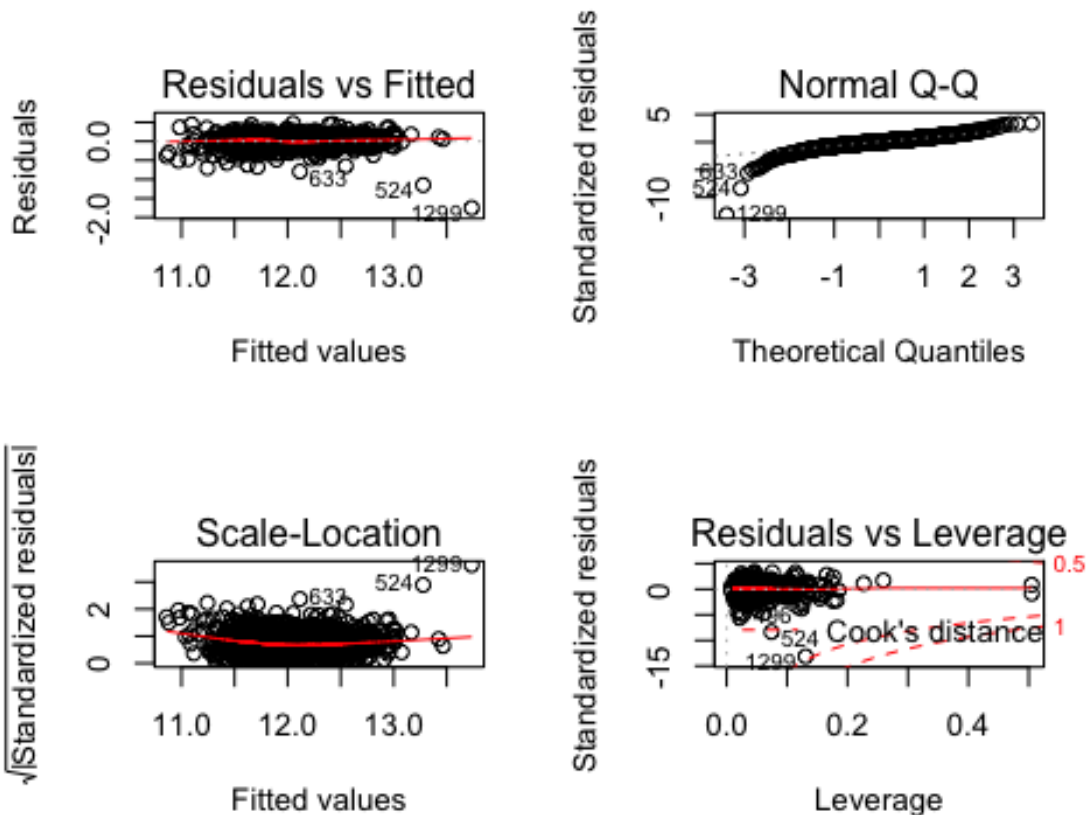 Residuals vs Fitted
Residuals
0.0
-2.0
633
524
1299
11.0 12.0 13.0
Fitted values
Normal Q-Q
Standardized residuals
5
-10
633
524
1299
-3 -1 1 2 3
Theoretical Quantiles
Scale-Location
√|Standardized residuals|
2
0
1299
524
633
11.0 12.0 13.0
Fitted values
Residuals vs Leverage
Standardized residuals
0
-15
0.5
1
524
Cook's distance
1299
0.0 0.2 0.4
Leverage